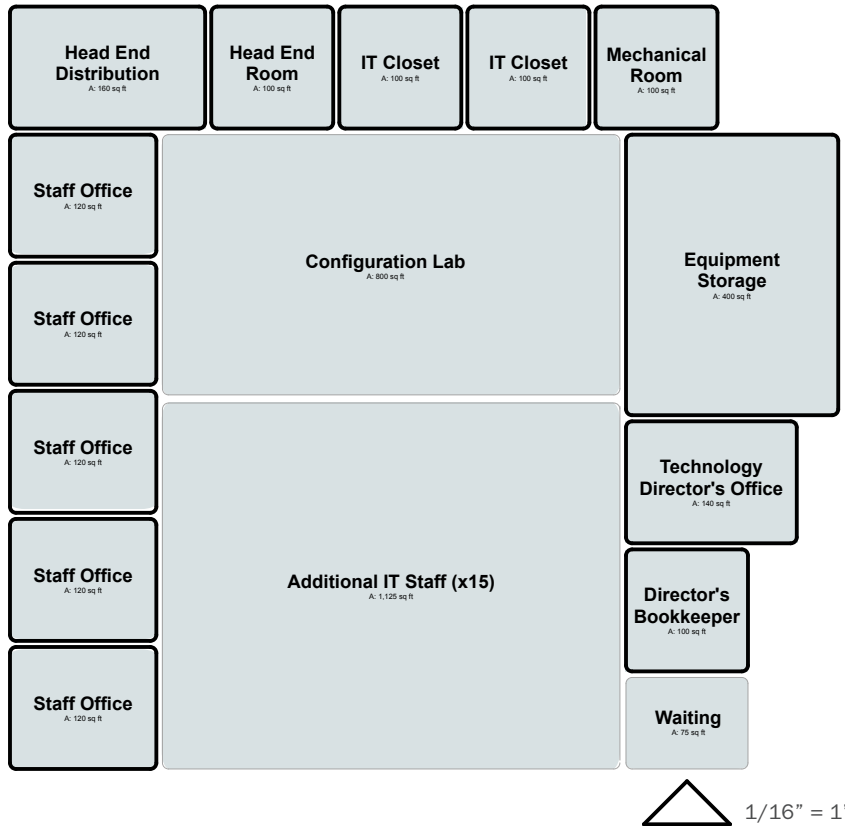 Head End
Distribution
A: 160 sq ft
Head End
Room
A: 100 sq ft
IT Closet
A: 100 sq ft
IT Closet
A: 100 sq ft
Mechanical
Room
A: 100 sq ft
Staff Office
A: 120 sq ft
Configuration Lab
A: 800 sq ft
Equipment
Storage
A: 400 sq ft
Staff Office
A: 120 sq ft
Staff Office
A: 120 sq ft
Technology
Director's Office
A: 140 sq ft
Staff Office
A: 120 sq ft
Additional IT Staff (x15)
A: 1,125 sq ft
Director's
Bookkeeper
A: 100 sq ft
Staff Office
A: 120 sq ft
Waiting
A: 75 sq ft
1/16” = 1’